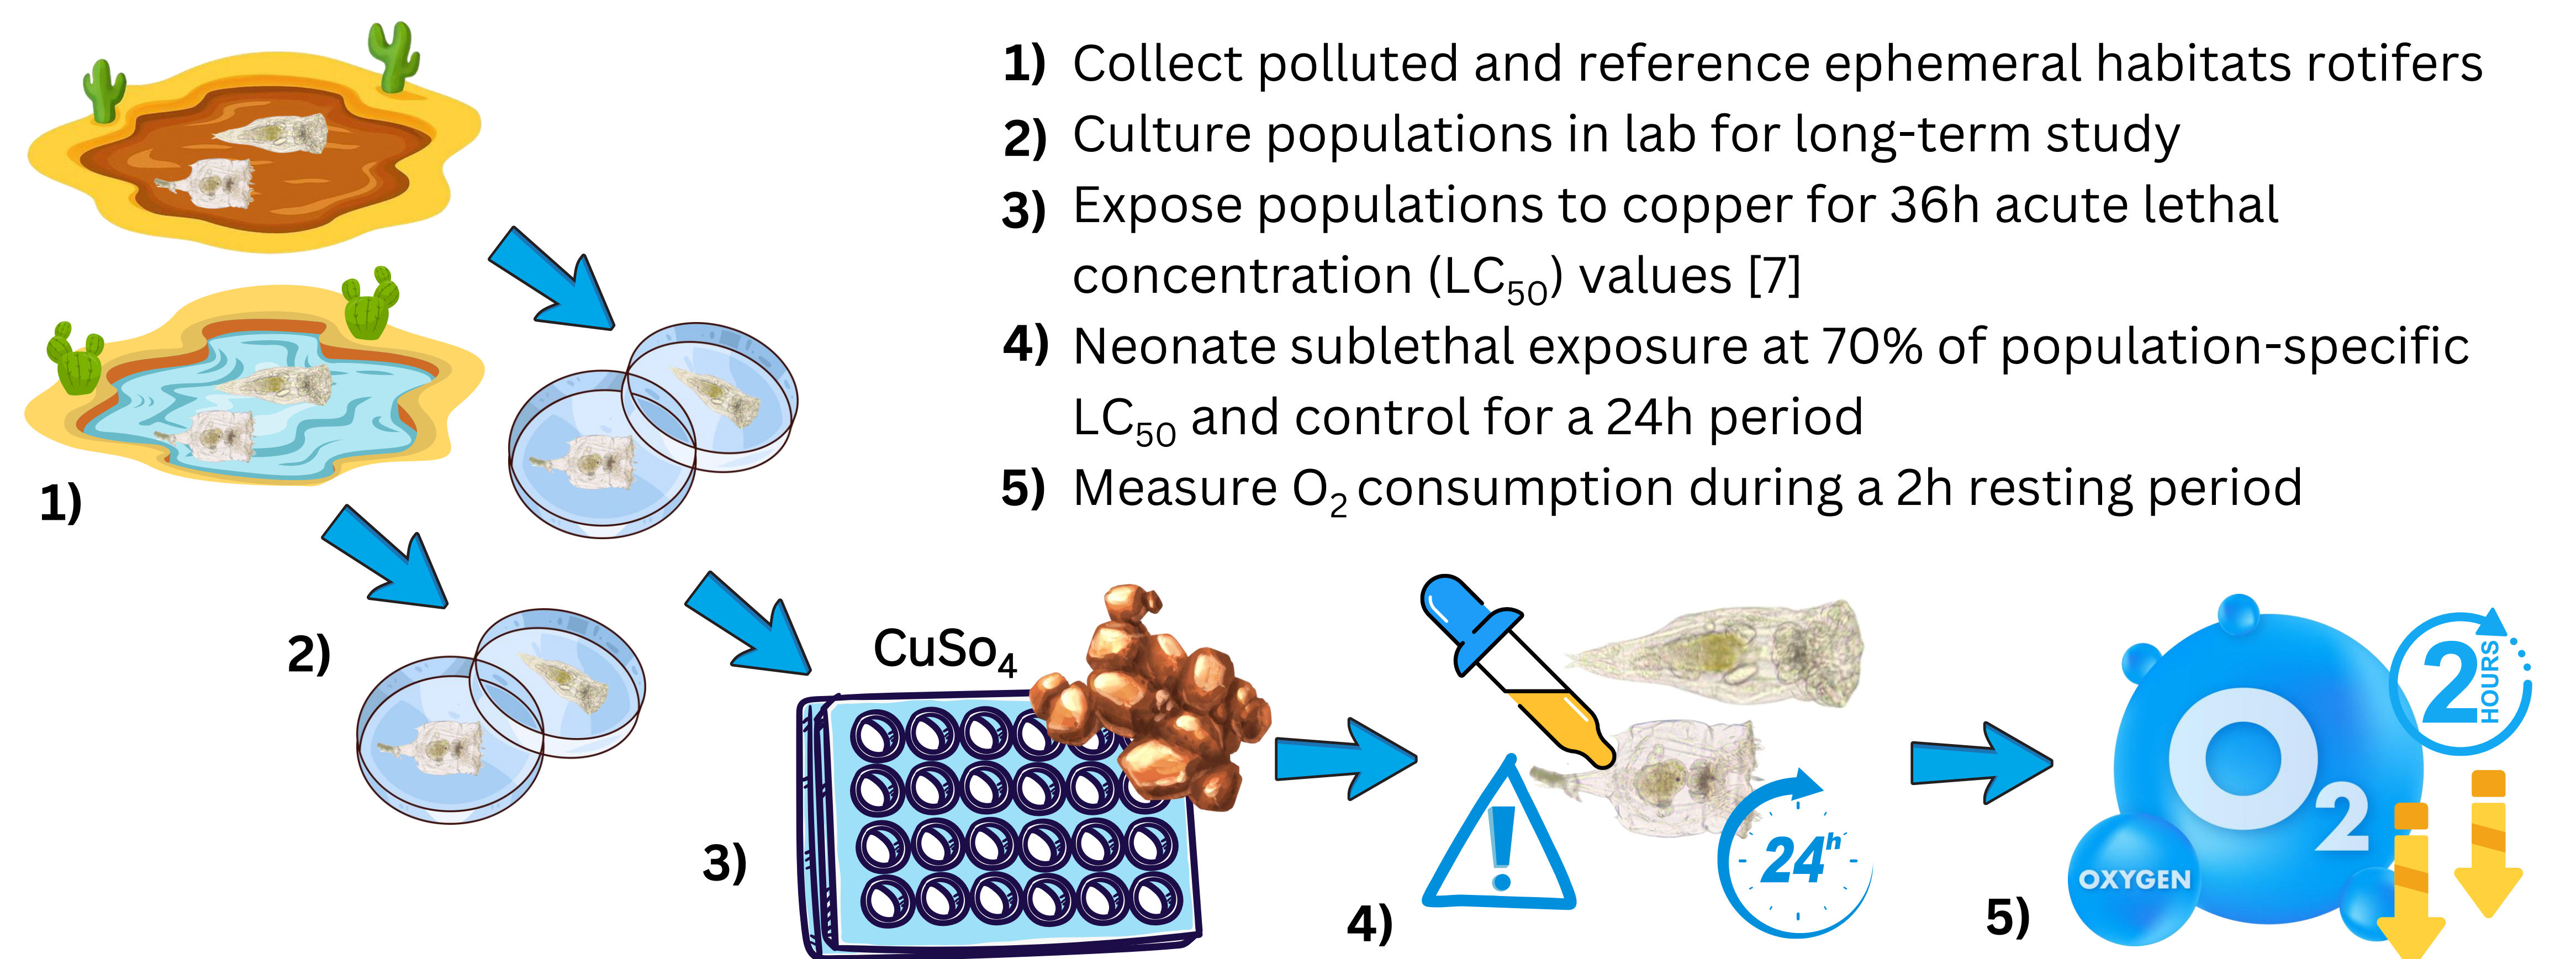 1) Collect polluted and reference ephemeral habitats rotifers
2) Culture populations in lab for long-term study
3) Expose populations to copper for 36h acute lethal
concentration (LC₅₀) values [7]
4) Neonate sublethal exposure at 70% of population-specific
LC₅₀ and control for a 24h period
5) Measure O₂ consumption during a 2h resting period
1)
2)
3)
CuSo₄
4)
24ʰ
5)
O₂
OXYGEN
2 HOURS